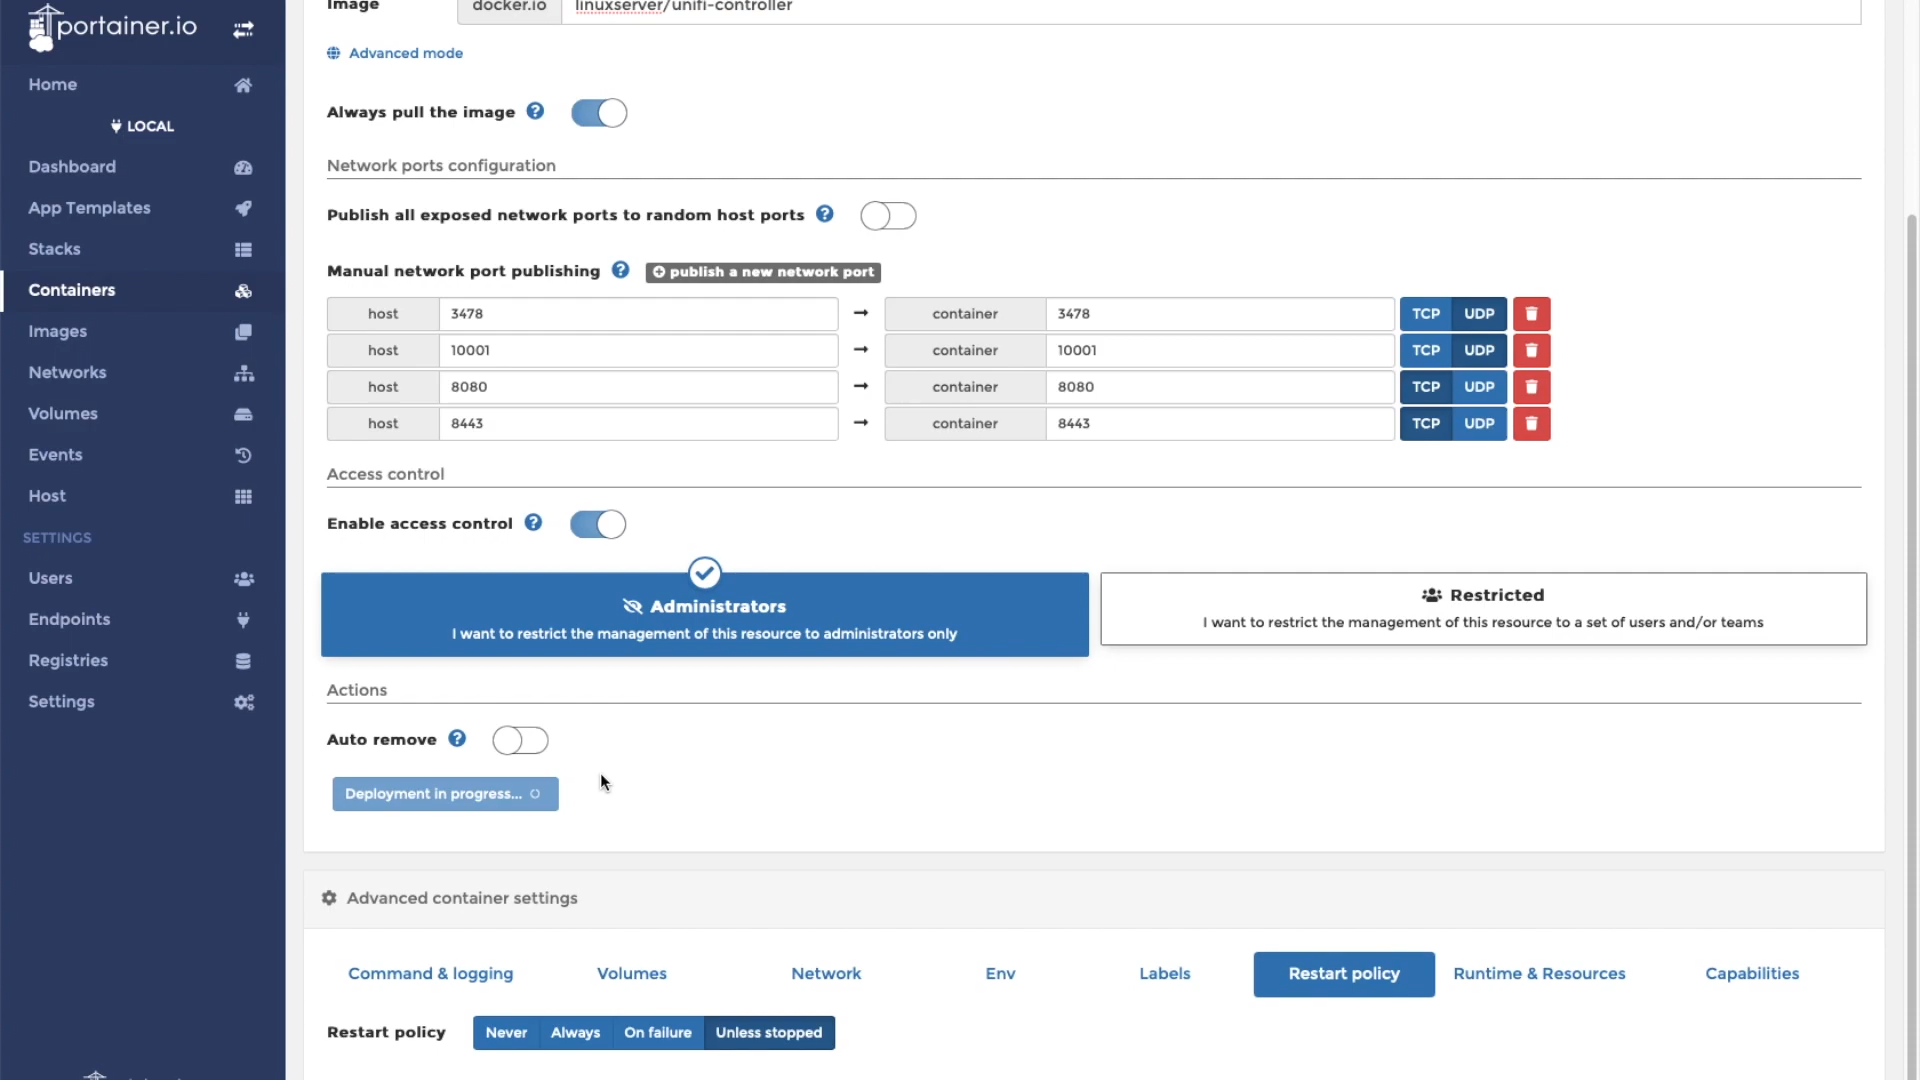 portainer.io
Home
LOCAL
Dashboard
App Templates
Stacks
Containers
Images
Networks
Volumes
Events
Host
SETTINGS
Users
Endpoints
Registries
Settings
Image docker.io linuxserver/unifi-controller
Advanced mode
Always pull the image
Network ports configuration
Publish all exposed network ports to random host ports
Manual network port publishing publish a new network port
host 3478 → container 3478 TCP UDP
host 10001 → container 10001 TCP UDP
host 8080 → container 8080 TCP UDP
host 8443 → container 8443 TCP UDP
Access control
Enable access control
Administrators
I want to restrict the management of this resource to administrators only
Restricted
I want to restrict the management of this resource to a set of users and/or teams
Actions
Auto remove
Deployment in progress...
Advanced container settings
Command & logging Volumes Network Env Labels Restart policy Runtime & Resources Capabilities
Restart policy Never Always On failure Unless stopped